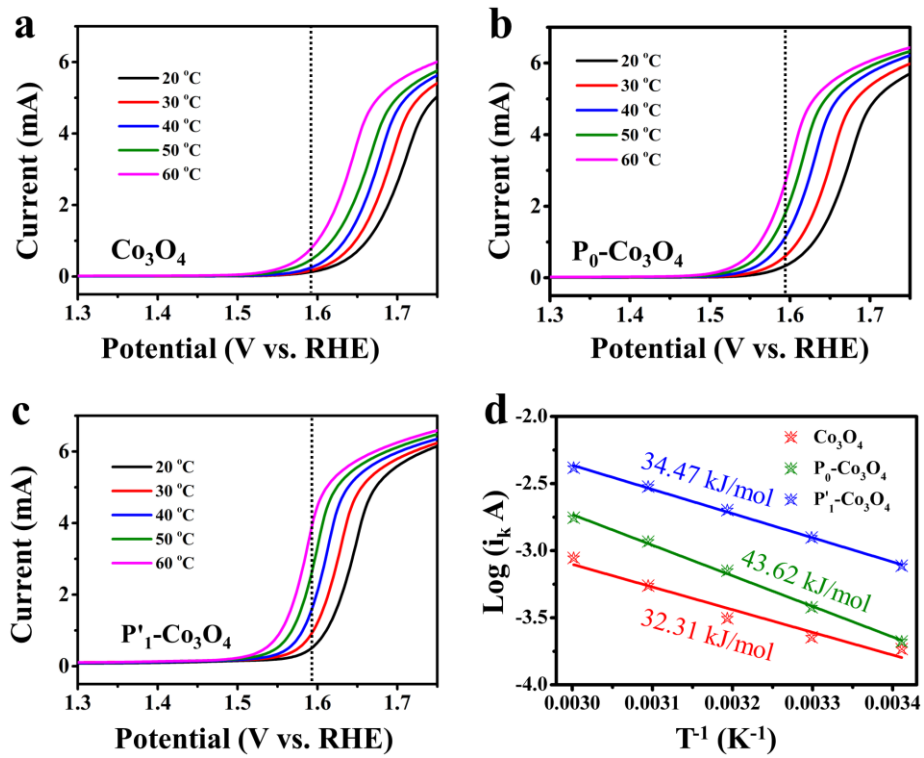 a
6
4
2
0
Current (mA)
20 °C
30 °C
40 °C
50 °C
60 °C
Co₃O₄
1.3 1.4 1.5 1.6 1.7
Potential (V vs. RHE)
b
6
4
2
0
Current (mA)
20 °C
30 °C
40 °C
50 °C
60 °C
P₀-Co₃O₄
1.3 1.4 1.5 1.6 1.7
Potential (V vs. RHE)
c
6
4
2
0
Current (mA)
20 °C
30 °C
40 °C
50 °C
60 °C
P'₁-Co₃O₄
1.3 1.4 1.5 1.6 1.7
Potential (V vs. RHE)
d
-2.0
-2.5
-3.0
-3.5
-4.0
Log (iₖ A)
Co₃O₄
P₀-Co₃O₄
P'₁-Co₃O₄
34.47 kJ/mol
43.62 kJ/mol
32.31 kJ/mol
0.0030 0.0031 0.0032 0.0033 0.0034
T⁻¹ (K⁻¹)